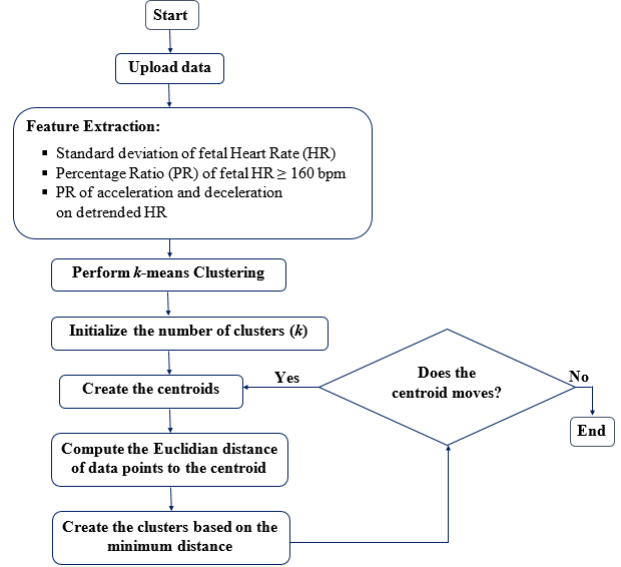 Start
Upload data
Feature Extraction:
▪ Standard deviation of fetal Heart Rate (HR)
▪ Percentage Ratio (PR) of fetal HR ≥ 160 bpm
▪ PR of acceleration and deceleration
on detrended HR
Perform k-means Clustering
Initialize the number of clusters (k)
Create the centroids
Yes
Does the
centroid moves?
No
End
Compute the Euclidian distance
of data points to the centroid
Create the clusters based on the
minimum distance